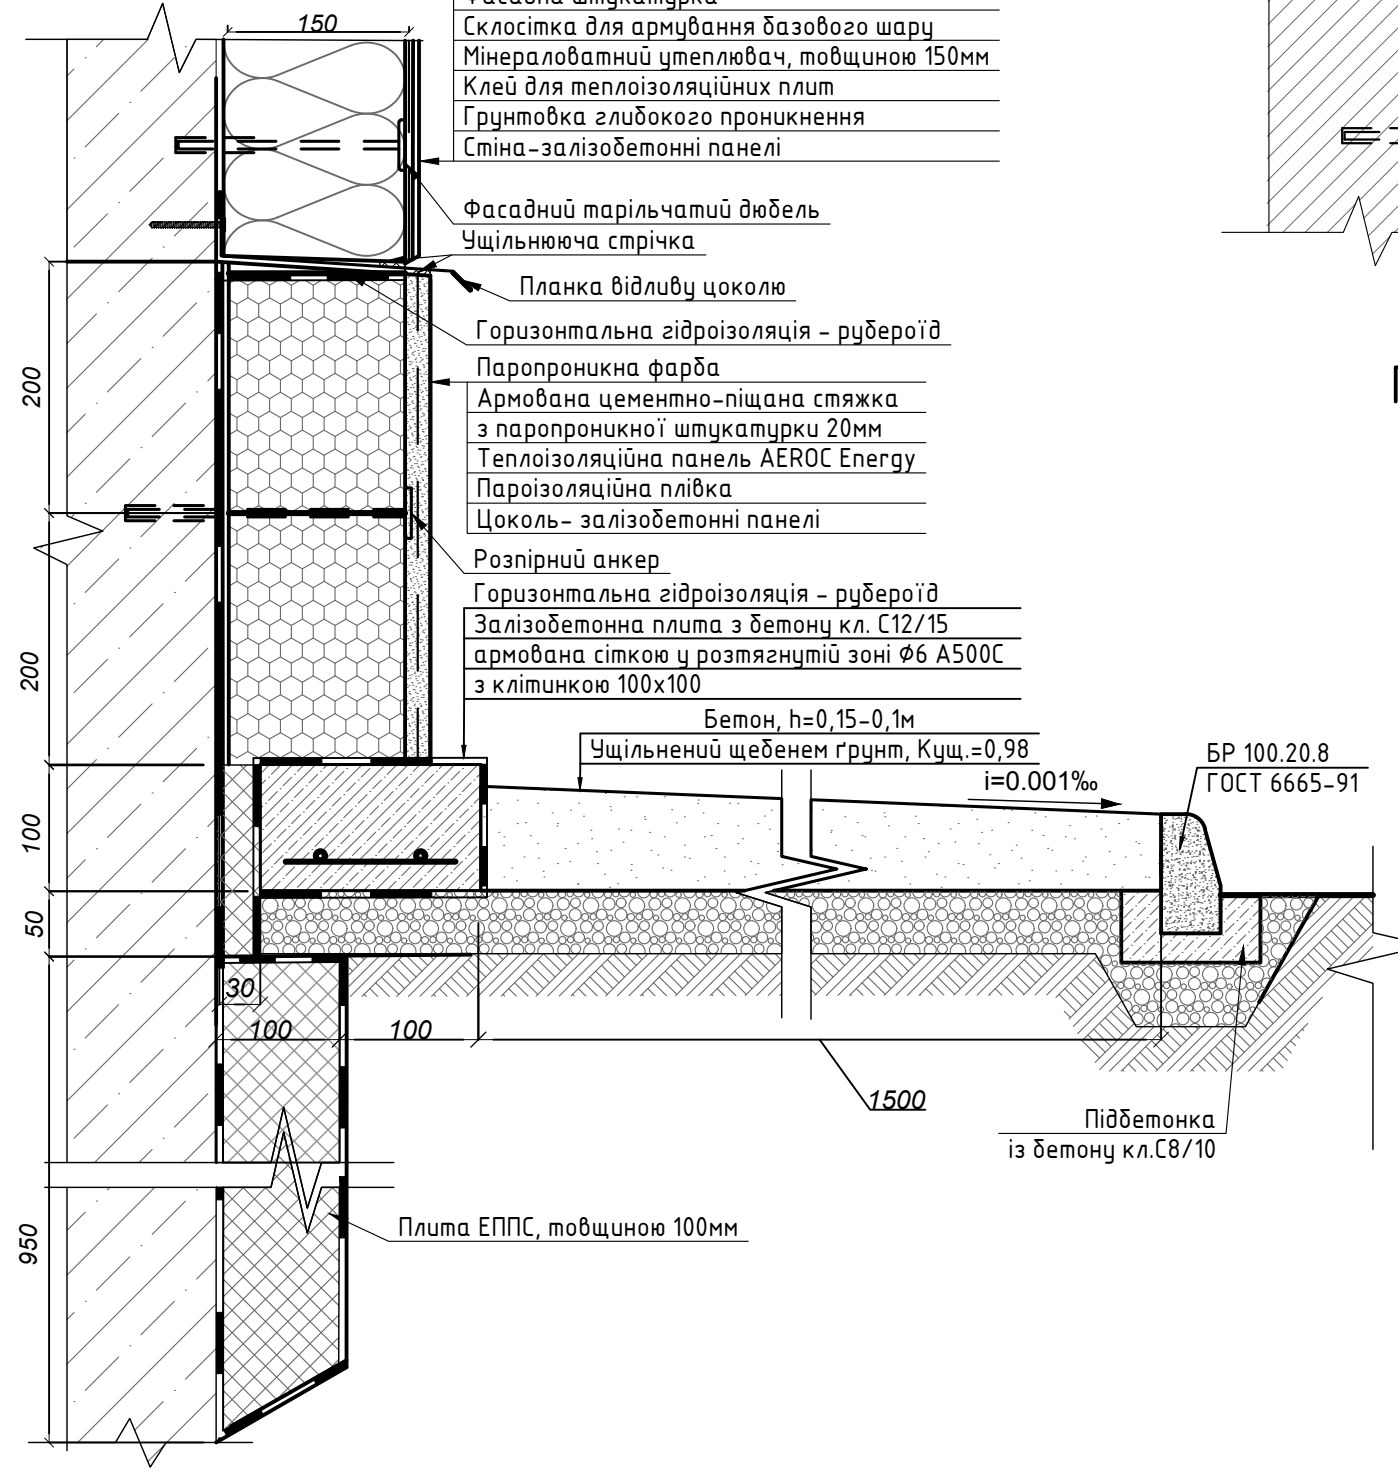 150
Фасадна штукатурка
Склосітка для армування базового шару
Мінераловатний утеплювач, товщиною 150мм
Клей для теплоізоляційних плит
Грунтовка глибокого проникнення
Стіна-залізобетонні панелі
Фасадний тарільчатий дюбель
Ущільнююча стрічка
Планка відливу цоколю
Горизонтальна гідроізоляція - рубероїд
Паропроникна фарба
Армована цементно-піщана стяжка
з паропроникної штукатурки 20мм
Теплоізоляційна панель AEROC Energy
Пароізоляційна плівка
Цоколь- залізобетонні панелі
Розпірний анкер
Горизонтальна гідроізоляція - рубероїд
Залізобетонна плита з бетону кл. С12/15
армована сіткою у розтягнутій зоні Ø6 А500С
з клітинкою 100х100
Бетон, h=0,15-0,1м
Ущільнений щебенем ґрунт, Кущ.=0,98
i=0.001‰
БР 100.20.8
ГОСТ 6665-91
200
200
100
50
950
30
100
100
1500
Підбетонка
із бетону кл.С8/10
Плита ЕППС, товщиною 100мм